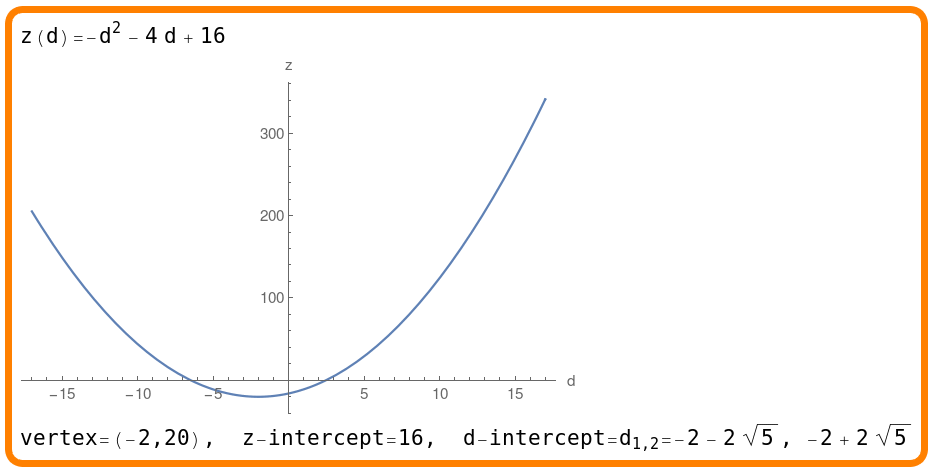 z(d)=-d² - 4 d + 16
z
300
200
100
-15 -10 -5 5 10 15 d
vertex=(-2,20), z-intercept=16, d-intercept=d₁,₂=-2 - 2 √5, -2 + 2 √5